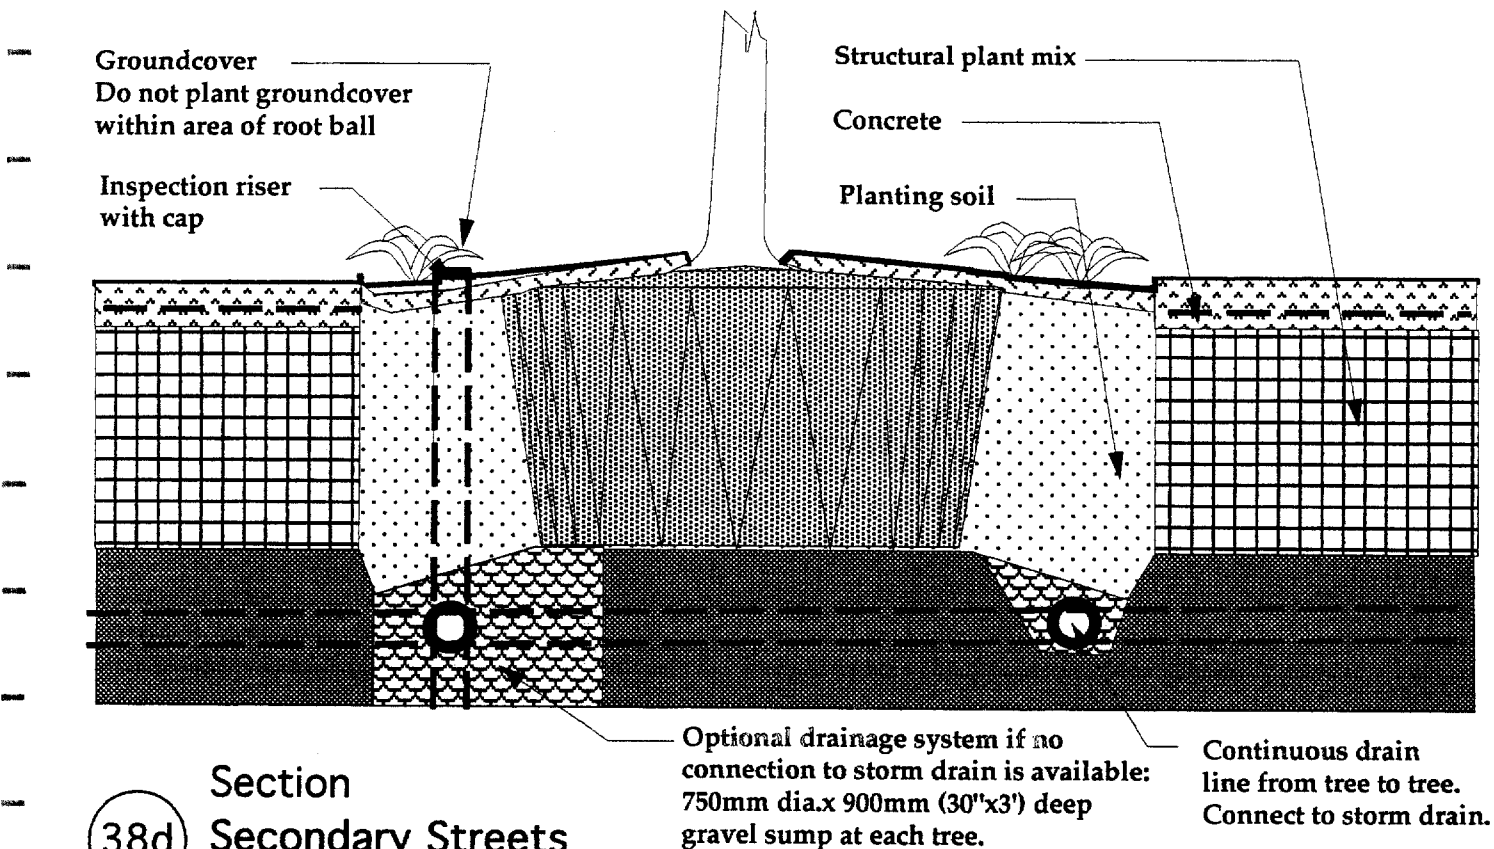 Groundcover
Do not plant groundcover
within area of root ball
Inspection riser
with cap
Structural plant mix
Concrete
Planting soil
Optional drainage system if no
connection to storm drain is available:
750mm dia.x 900mm (30"x3') deep
gravel sump at each tree.
Continuous drain
line from tree to tree.
Connect to storm drain.
38d
Section
Secondary Streets